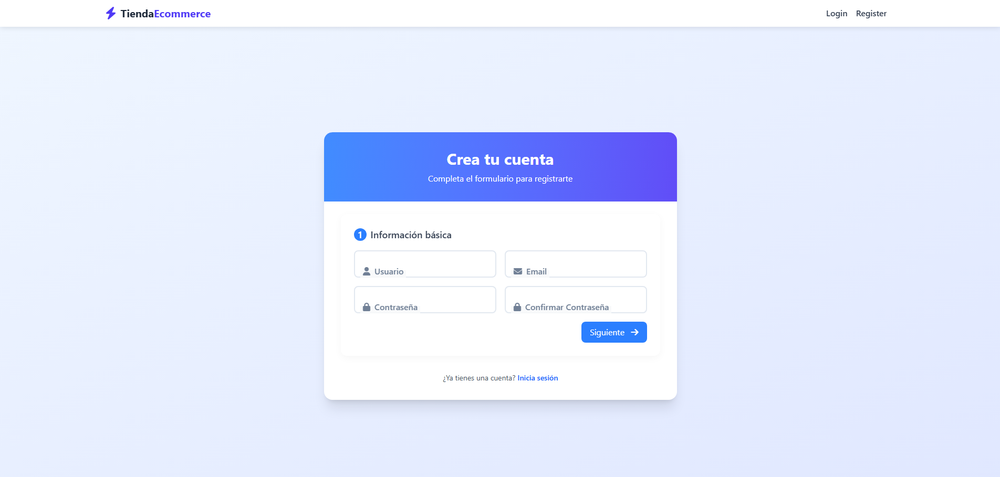 TiendaEcommerce
Login Register
Crea tu cuenta
Completa el formulario para registrarte
1 Información básica
Usuario
Email
Contraseña
Confirmar Contraseña
Siguiente
¿Ya tienes una cuenta? Inicia sesión